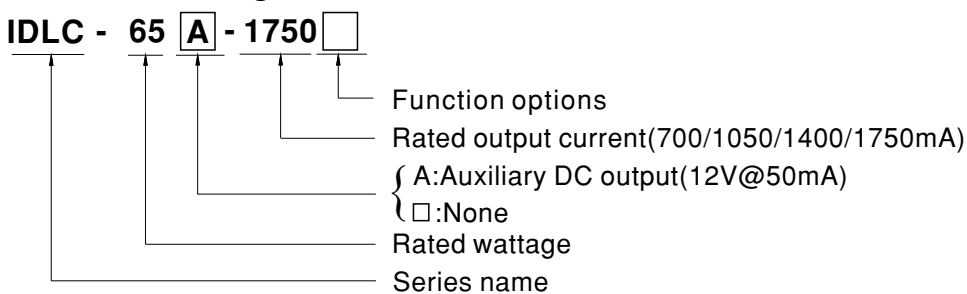 IDLC - 65 A - 1750 □
Function options
Rated output current(700/1050/1400/1750mA)
A:Auxiliary DC output(12V@50mA)
□:None
Rated wattage
Series name